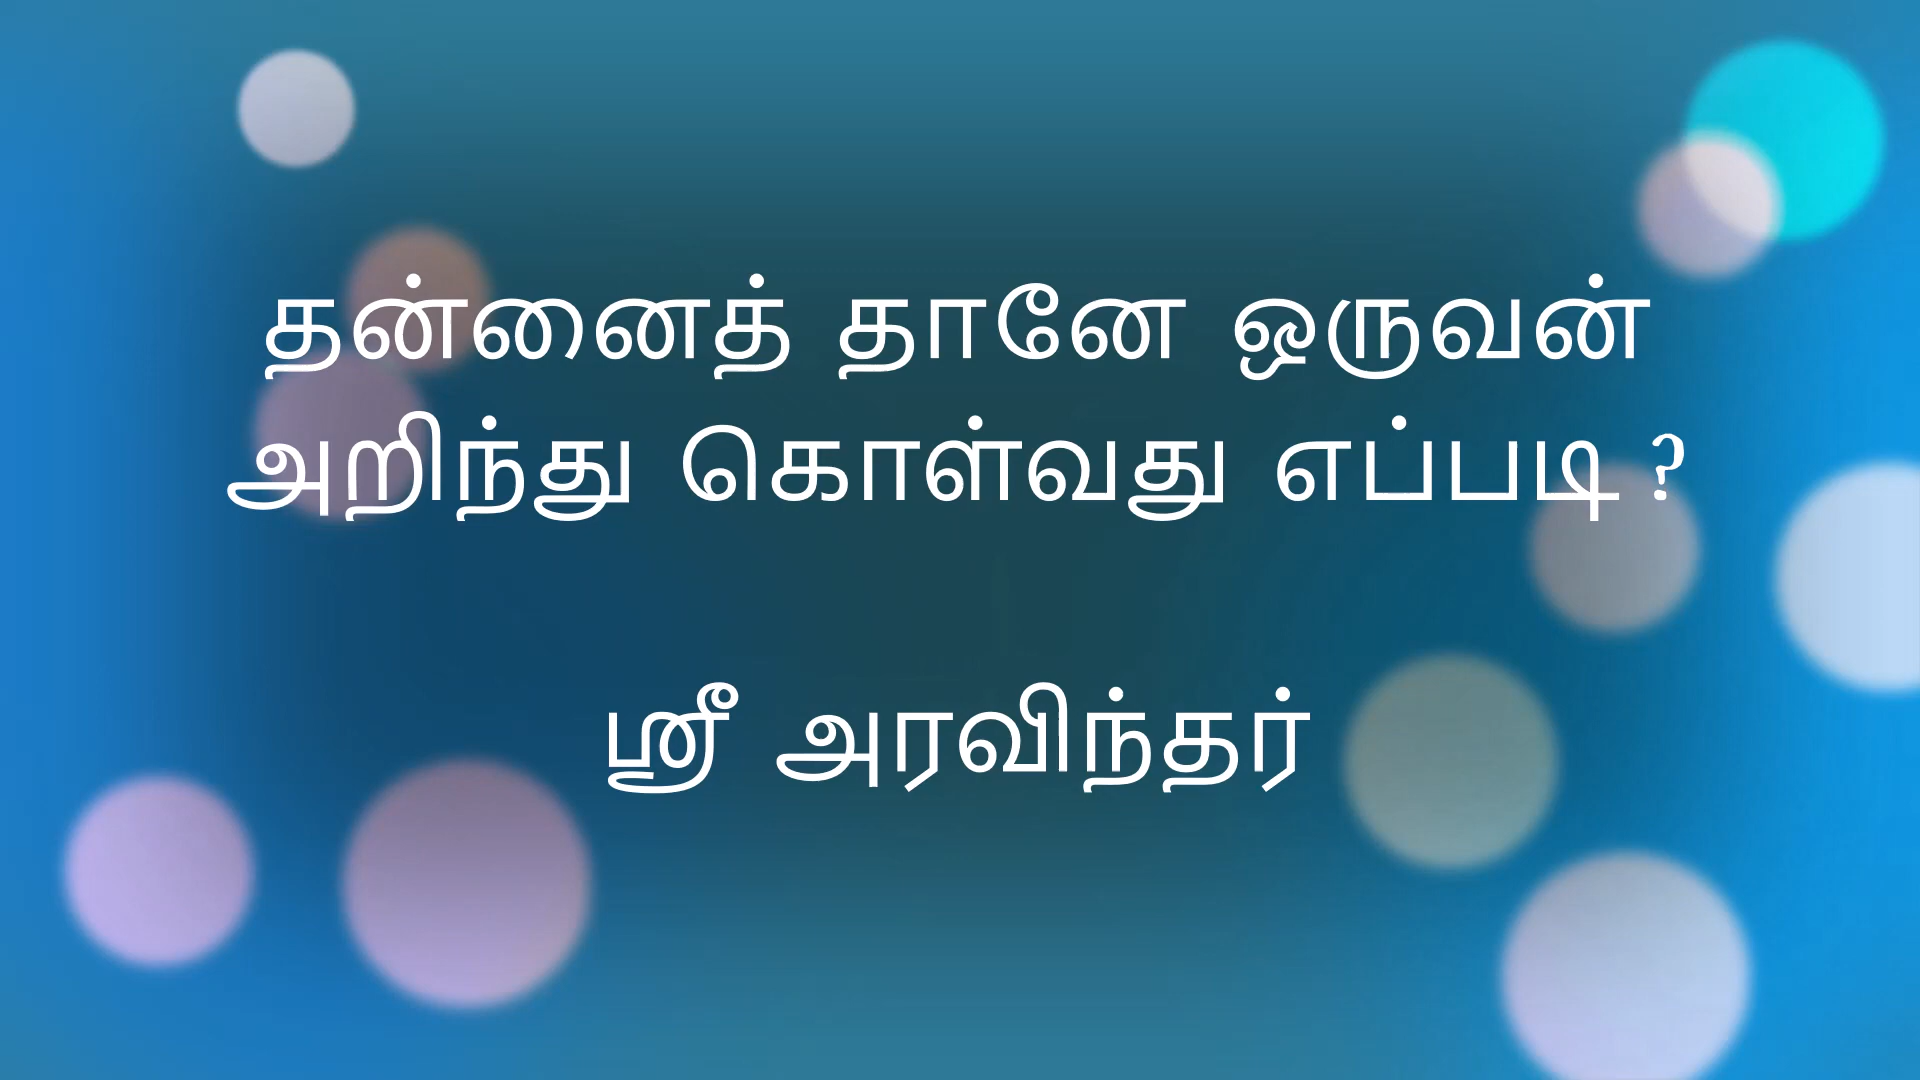 தன்னைத் தானே ஒருவன்
அறிந்து கொள்வது எப்படி ?
ஸ்ரீ அரவிந்தர்